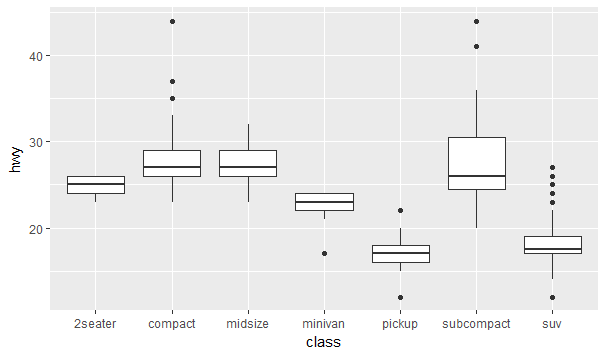 hwy
40
30
20
2seater compact midsize minivan pickup subcompact suv
class